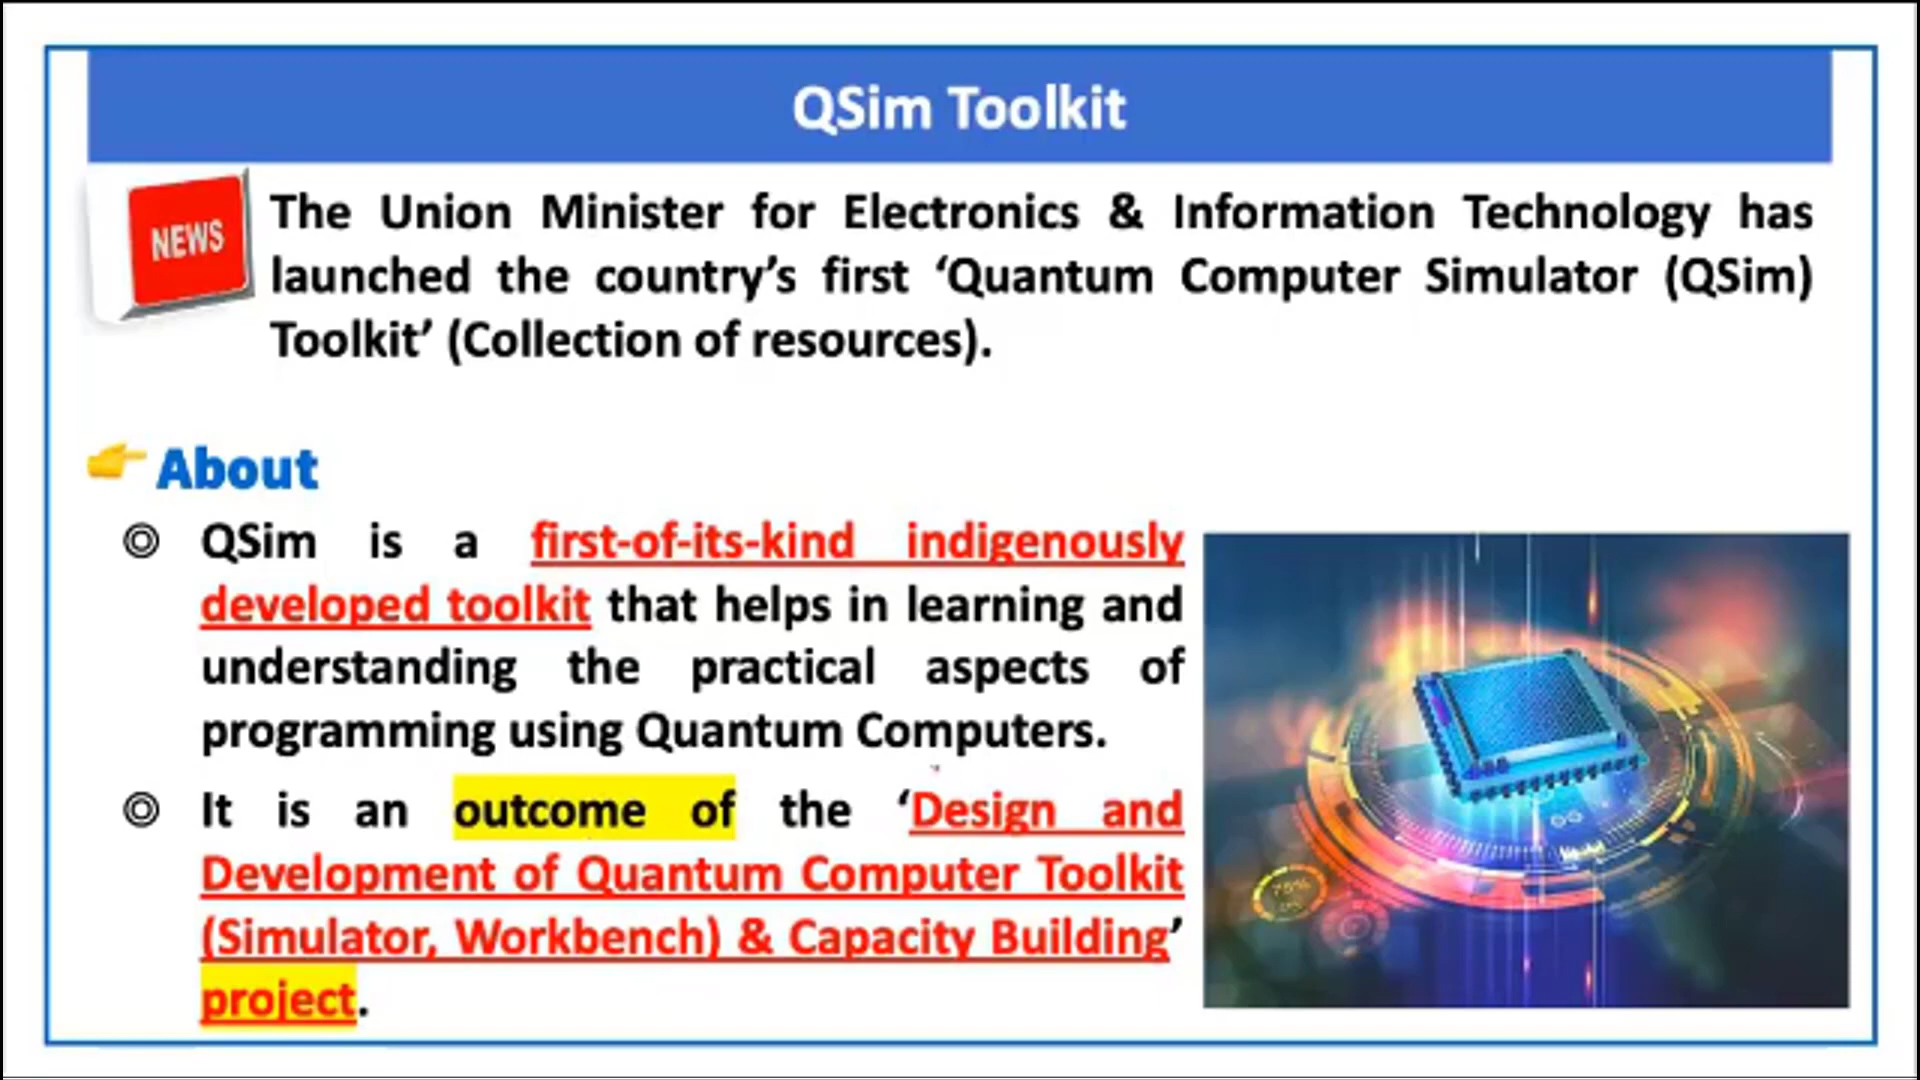 QSim Toolkit
NEWS
The Union Minister for Electronics & Information Technology has
launched the country’s first ‘Quantum Computer Simulator (QSim)
Toolkit’ (Collection of resources).
About
QSim is a first-of-its-kind indigenously
developed toolkit that helps in learning and
understanding the practical aspects of
programming using Quantum Computers.
It is an outcome of the ‘Design and
Development of Quantum Computer Toolkit
(Simulator, Workbench) & Capacity Building’
project.